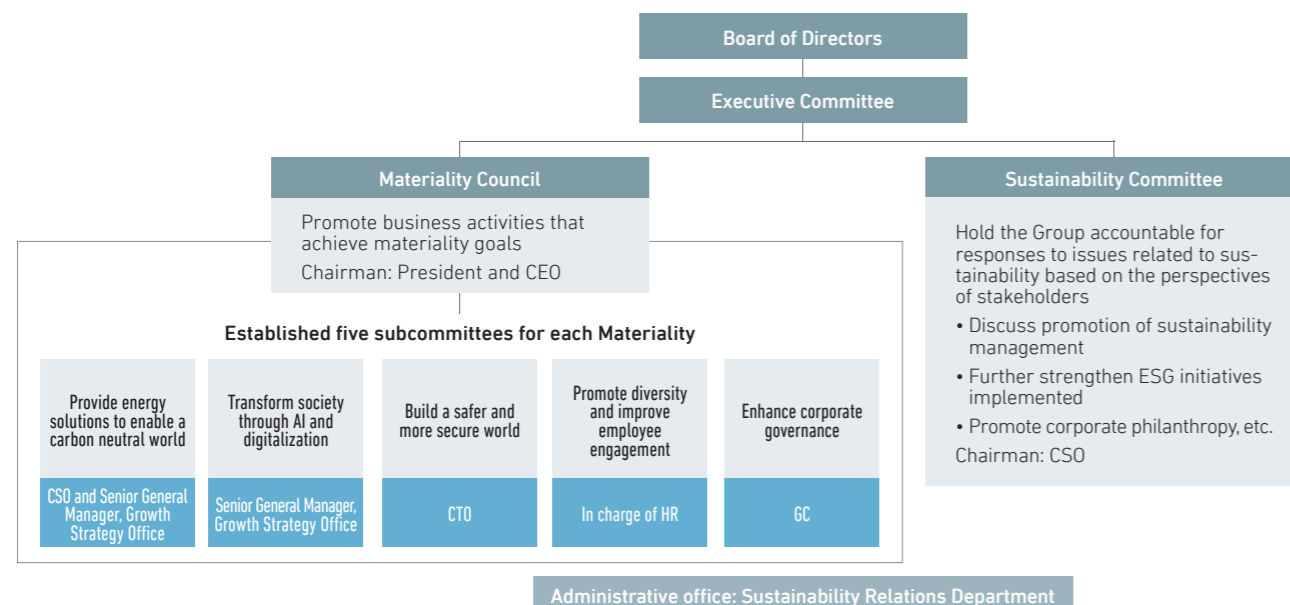 Board of Directors
Executive Committee
Materiality Council
Promote business activities that
achieve materiality goals
Chairman: President and CEO
Sustainability Committee
Hold the Group accountable for
responses to issues related to sus-
tainability based on the perspectives
of stakeholders
• Discuss promotion of sustainability
management
• Further strengthen ESG initiatives
implemented
• Promote corporate philanthropy, etc.
Chairman: CSO
Established five subcommittees for each Materiality
Provide energy
solutions to enable a
carbon neutral world
CSO and Senior General
Manager, Growth
Strategy Office
Transform society
through AI and
digitalization
Senior General Manager,
Growth Strategy Office
Build a safer and
more secure world
CTO
Promote diversity
and improve
employee
engagement
In charge of HR
Enhance corporate
governance
GC
Administrative office: Sustainability Relations Department